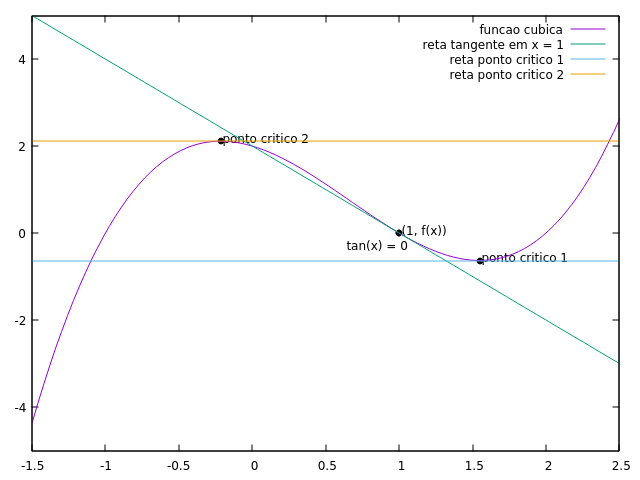 funcao cubica
reta tangente em x = 1
reta ponto critico 1
reta ponto critico 2
4
ponto critico 2
2
(1, f(x))
0
tan(x) = 0
ponto critico 1
-2
-4
-1.5 -1 -0.5 0 0.5 1 1.5 2 2.5